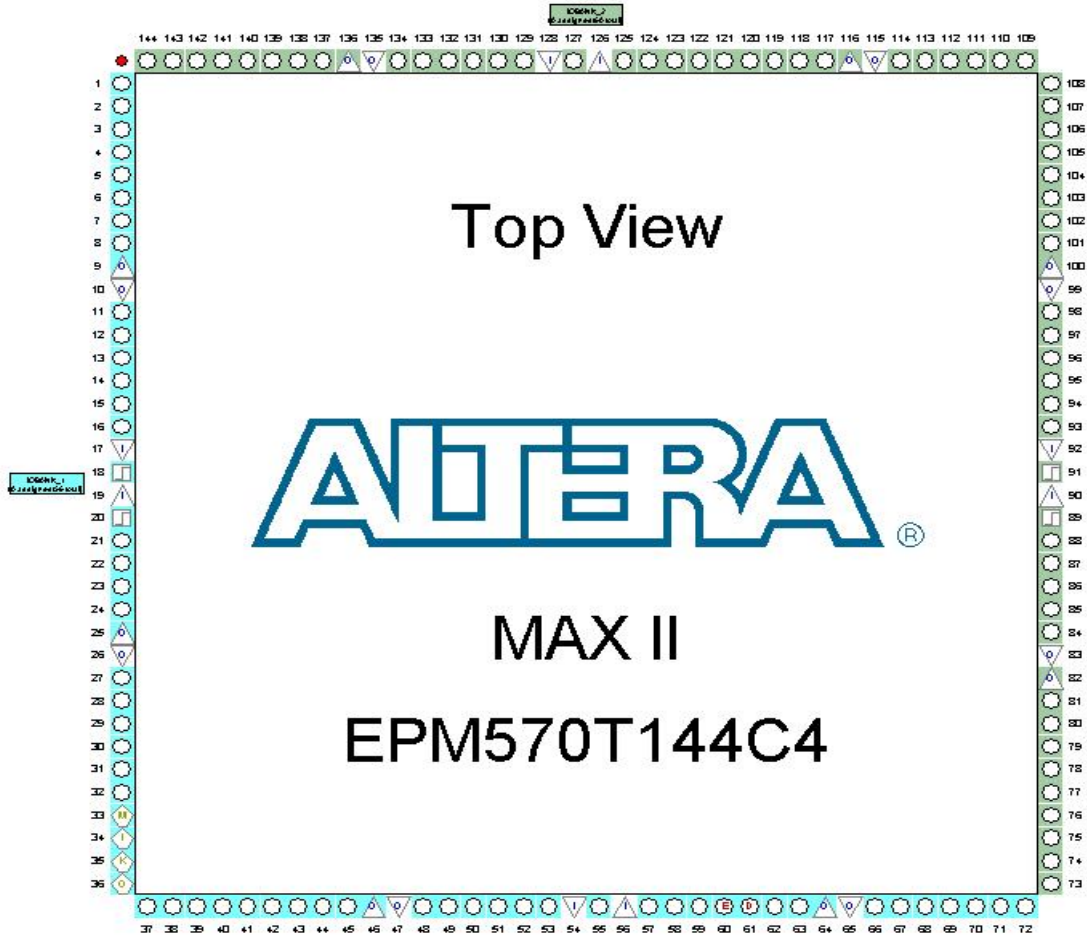 144 143 142 141 140 139 138 137 136 135 134 133 132 131 130 129 128 127 126 125 124 123 122 121 120 119 118 117 116 115 114 113 112 111 110 109
O O I I O O
1 108
2 107
3 106
4 105
5 104
6 103
7 102
8 101
9 O O 100
10 O O 99
11 98
12 97
13 96
14 95
15 94
16 93
17 I I 92
18 91
19 I I 90
20 89
21 88
22 87
23 86
24 85
25 O 84
26 O O 83
27 O 82
28 81
29 80
30 79
31 78
32 77
33 M 76
34 I 75
35 K 74
36 O 73
Top View
ALTERA ®
MAX II
EPM570T144C4
O O I I E D O O
37 38 39 40 41 42 43 44 45 46 47 48 49 50 51 52 53 54 55 56 57 58 59 60 61 62 63 64 65 66 67 68 69 70 71 72